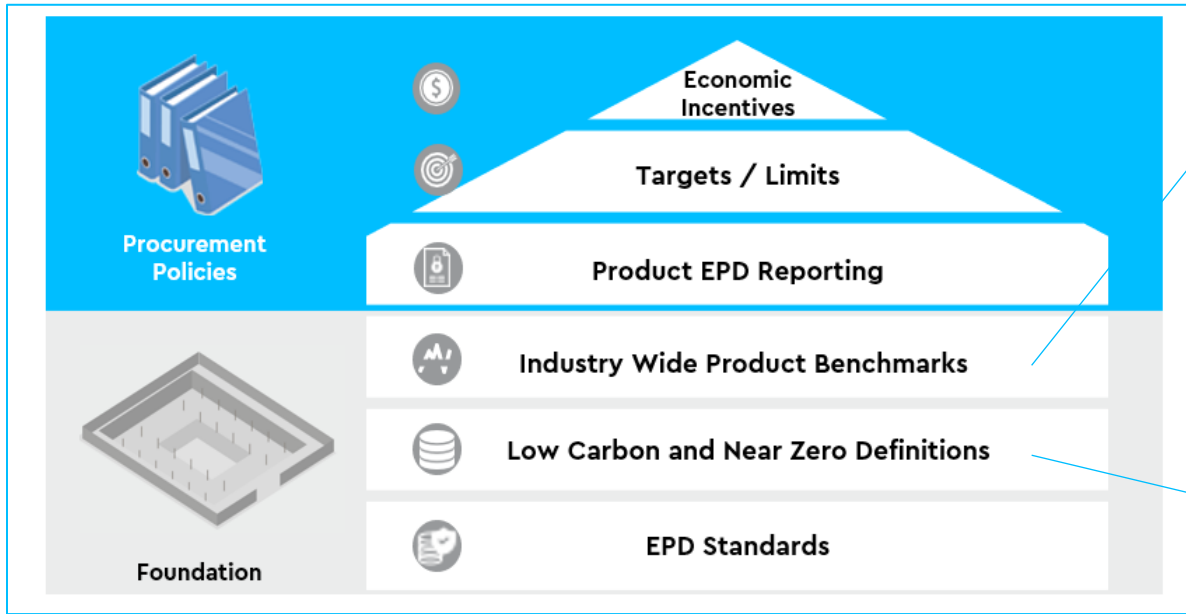 Economic
Incentives
$
Targets / Limits
Procurement
Policies
Product EPD Reporting
Industry Wide Product Benchmarks
Low Carbon and Near Zero Definitions
EPD Standards
Foundation